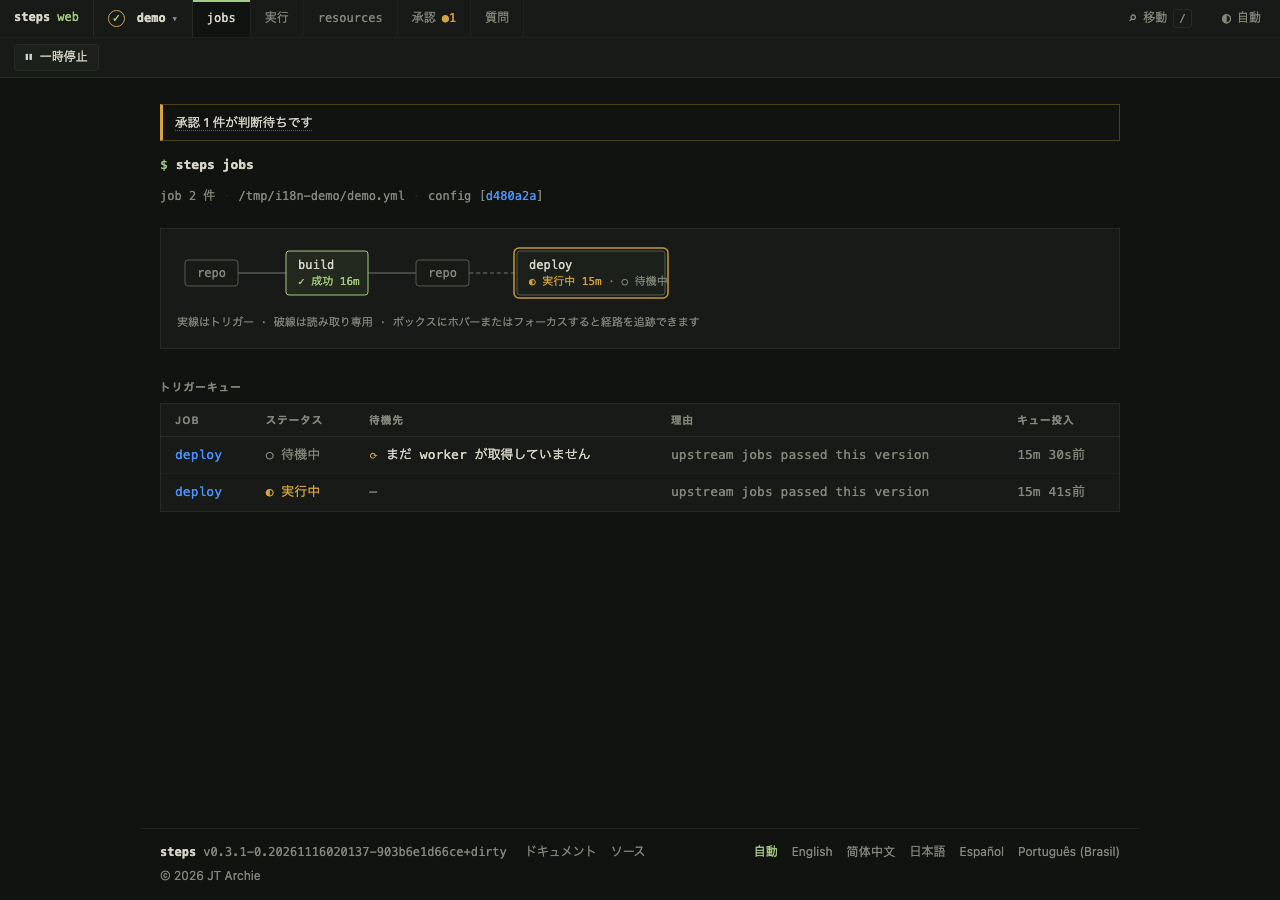 steps web ✓ demo ▾ jobs 実行 resources 承認 ●1 質問 ⌕ 移動 / ◐ 自動
⏸ 一時停止
承認 1 件が判断待ちです
$ steps jobs
job 2 件 · /tmp/i18n-demo/demo.yml · config [d480a2a]
repo build repo deploy
✓ 成功 16m ◐ 実行中 15m · ○ 待機中
実線はトリガー · 破線は読み取り専用 · ボックスにホバーまたはフォーカスすると経路を追跡できます
トリガーキュー
JOB ステータス 待機先 理由 キュー投入
deploy ○ 待機中 ⟳ まだ worker が取得していません upstream jobs passed this version 15m 30s前
deploy ◐ 実行中 — upstream jobs passed this version 15m 41s前
steps v0.3.1-0.20261116020137-903b6e1d66ce+dirty ドキュメント ソース 自動 English 简体中文 日本語 Español Português (Brasil)
© 2026 JT Archie